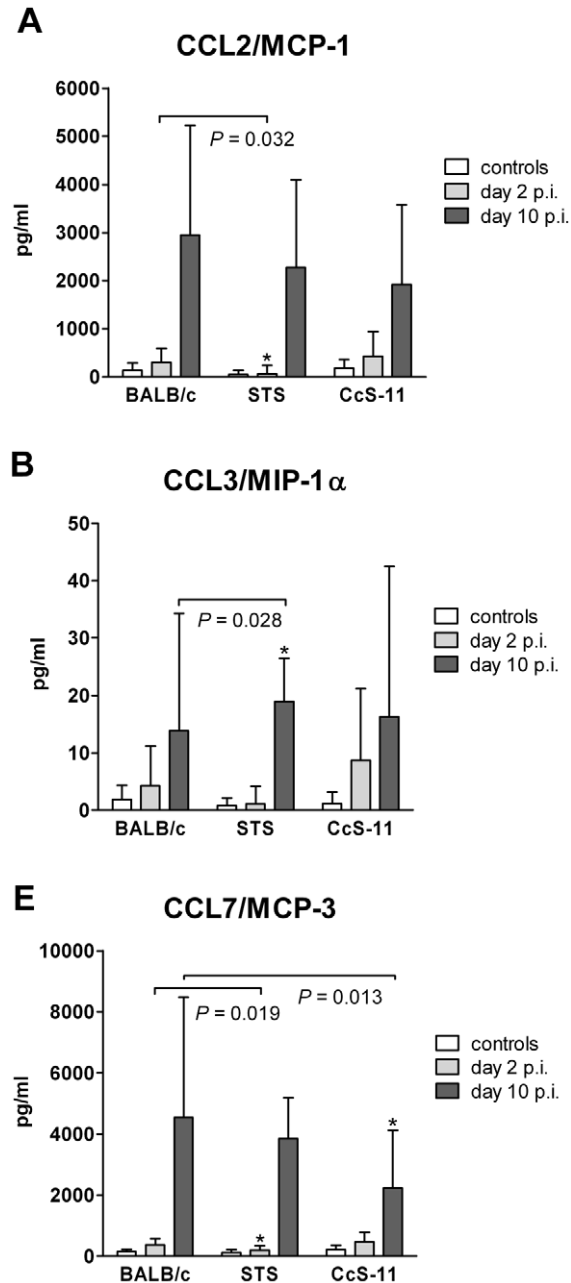 A
CCL2/MCP-1
6000
5000
4000
3000
2000
1000
0
pg/ml
P = 0.032
*
BALB/c STS CcS-11
controls
day 2 p.i.
day 10 p.i.
B
CCL3/MIP-1α
50
40
30
20
10
0
pg/ml
P = 0.028
*
BALB/c STS CcS-11
controls
day 2 p.i.
day 10 p.i.
E
CCL7/MCP-3
10000
8000
6000
4000
2000
0
pg/ml
P = 0.013
P = 0.019
*
*
BALB/c STS CcS-11
controls
day 2 p.i.
day 10 p.i.